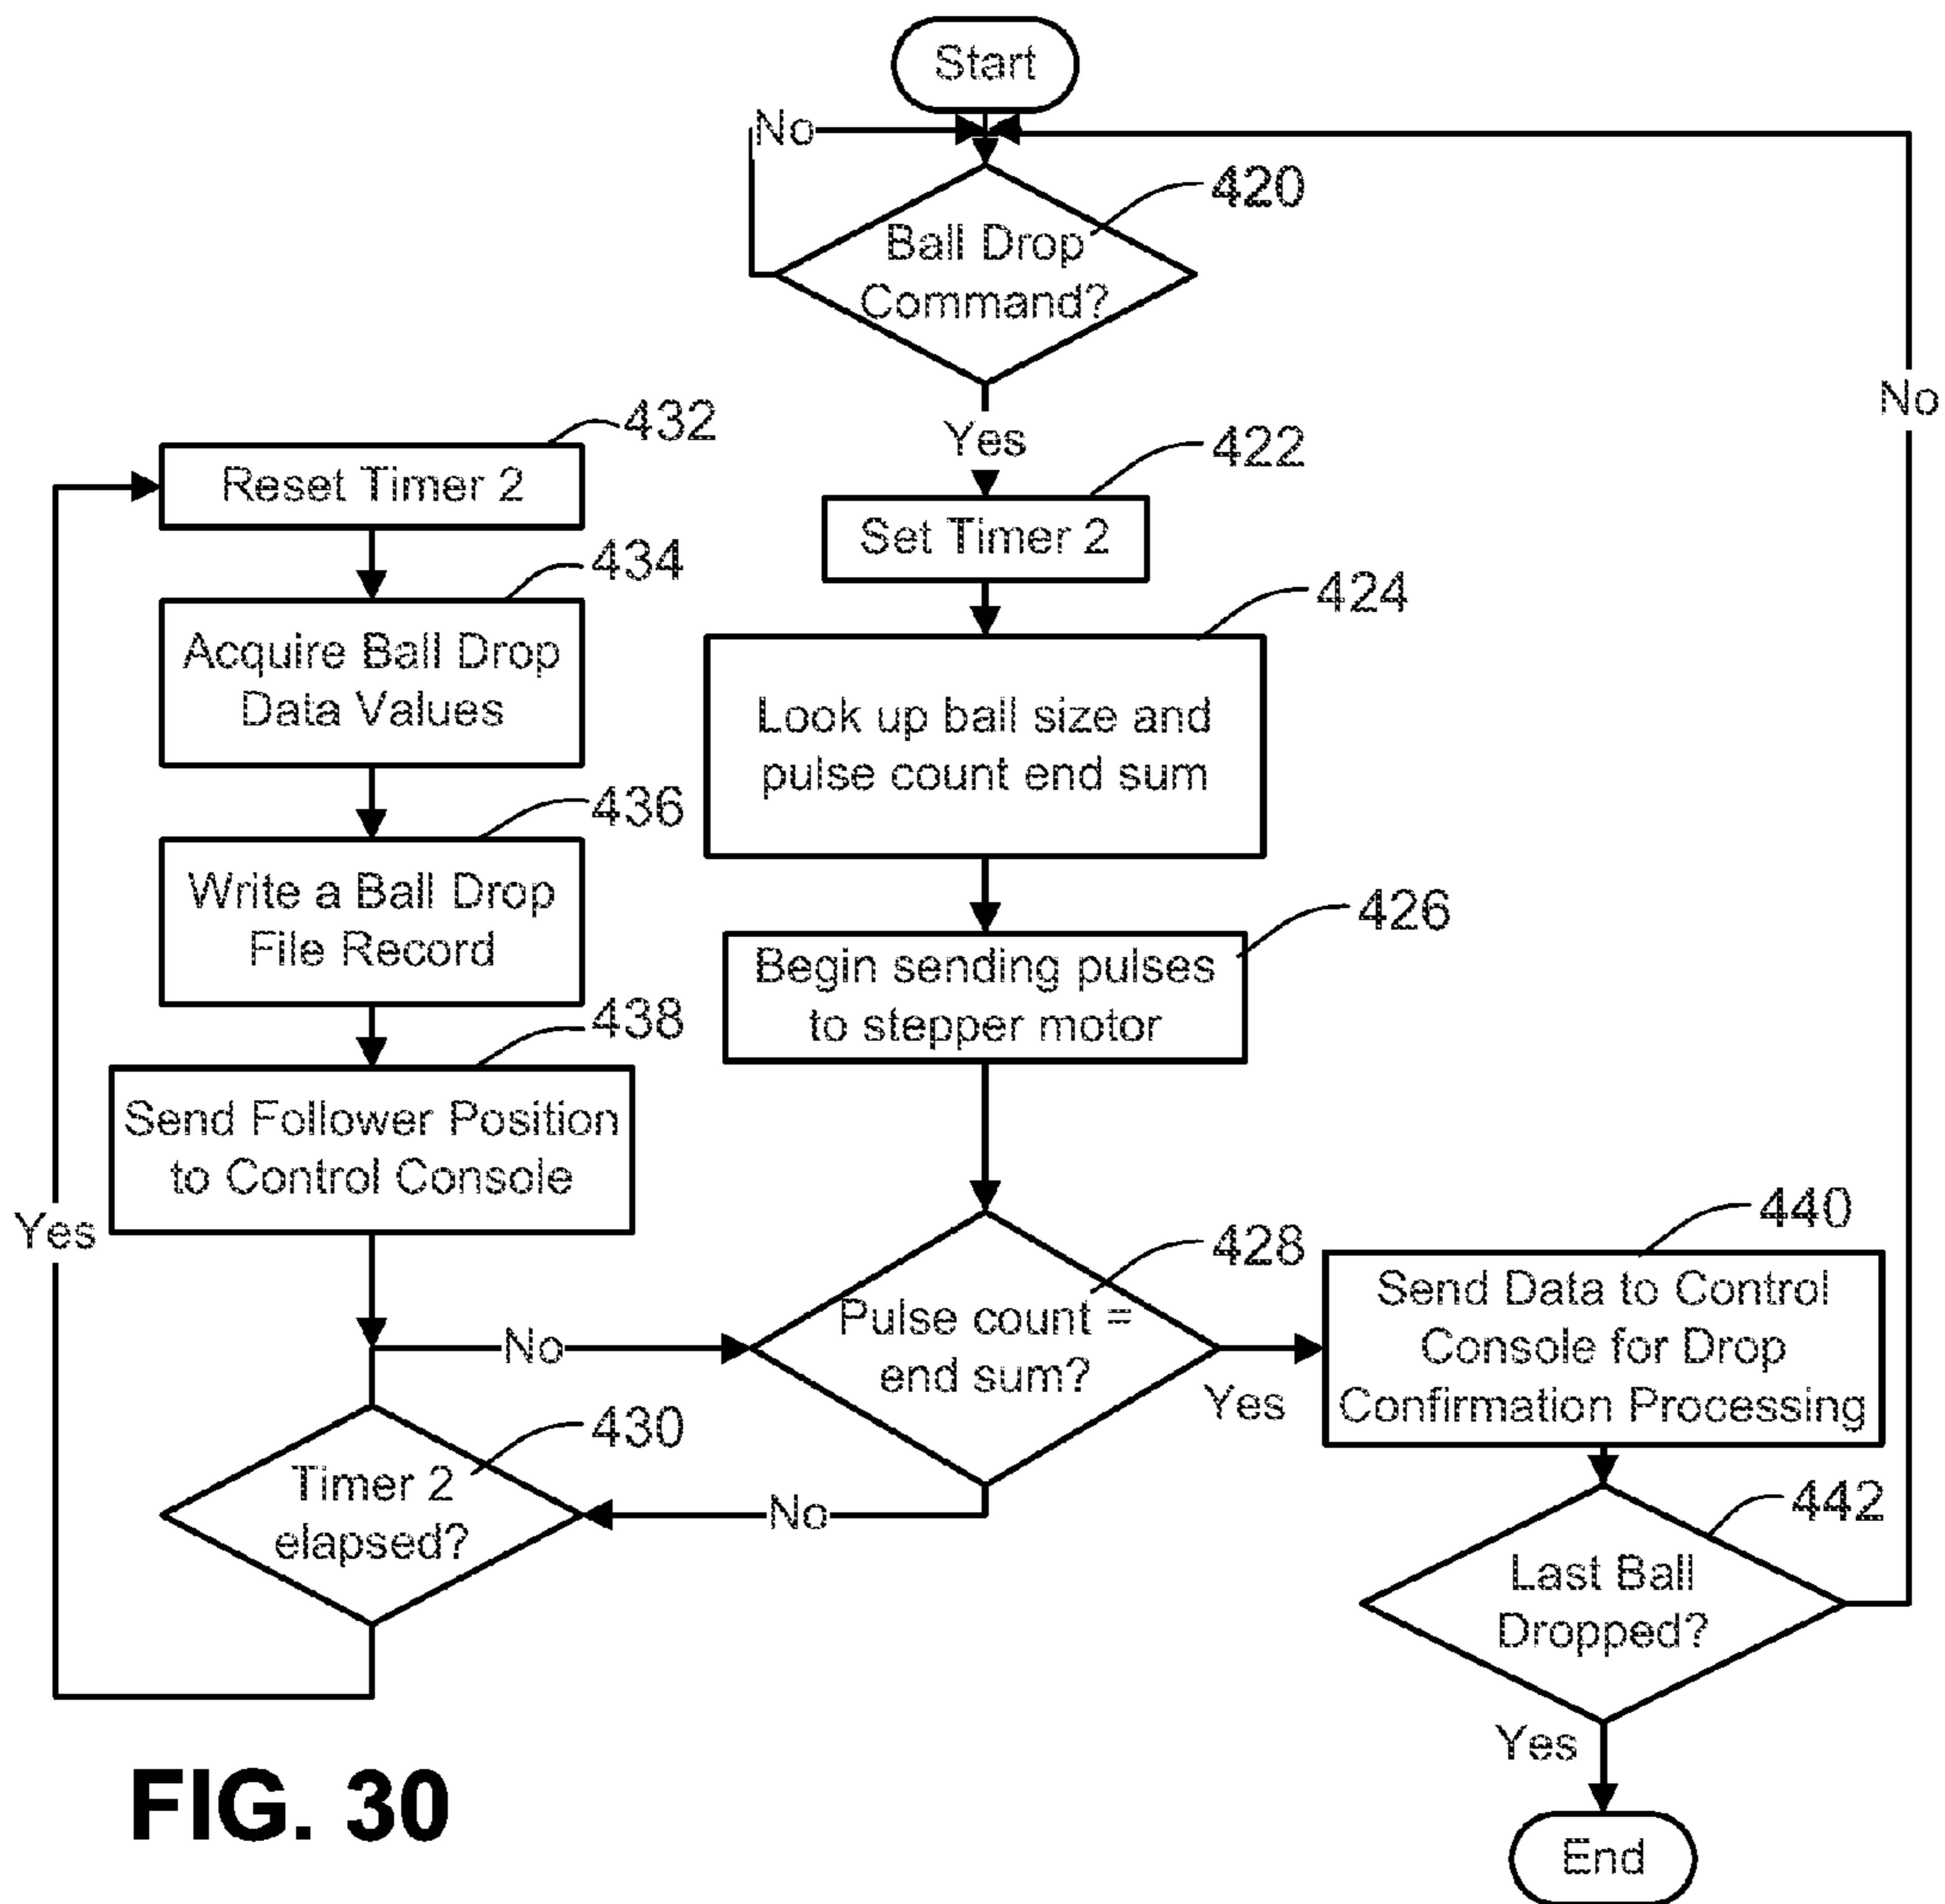 Start
No
420
Ball Drop
Command?
No
Yes
432
Reset Timer 2
422
Set Timer 2
434
Acquire Ball Drop
Data Values
424
Look up ball size and
pulse count end sum
436
Write a Ball Drop
File Record
426
Begin sending pulses
to stepper motor
438
Send Follower Position
to Control Console
Yes
428
Pulse count =
end sum?
No
Yes
440
Send Data to Control
Console for Drop
Confirmation Processing
430
Timer 2
elapsed?
No
442
Last Ball
Dropped?
Yes
End
FIG. 30